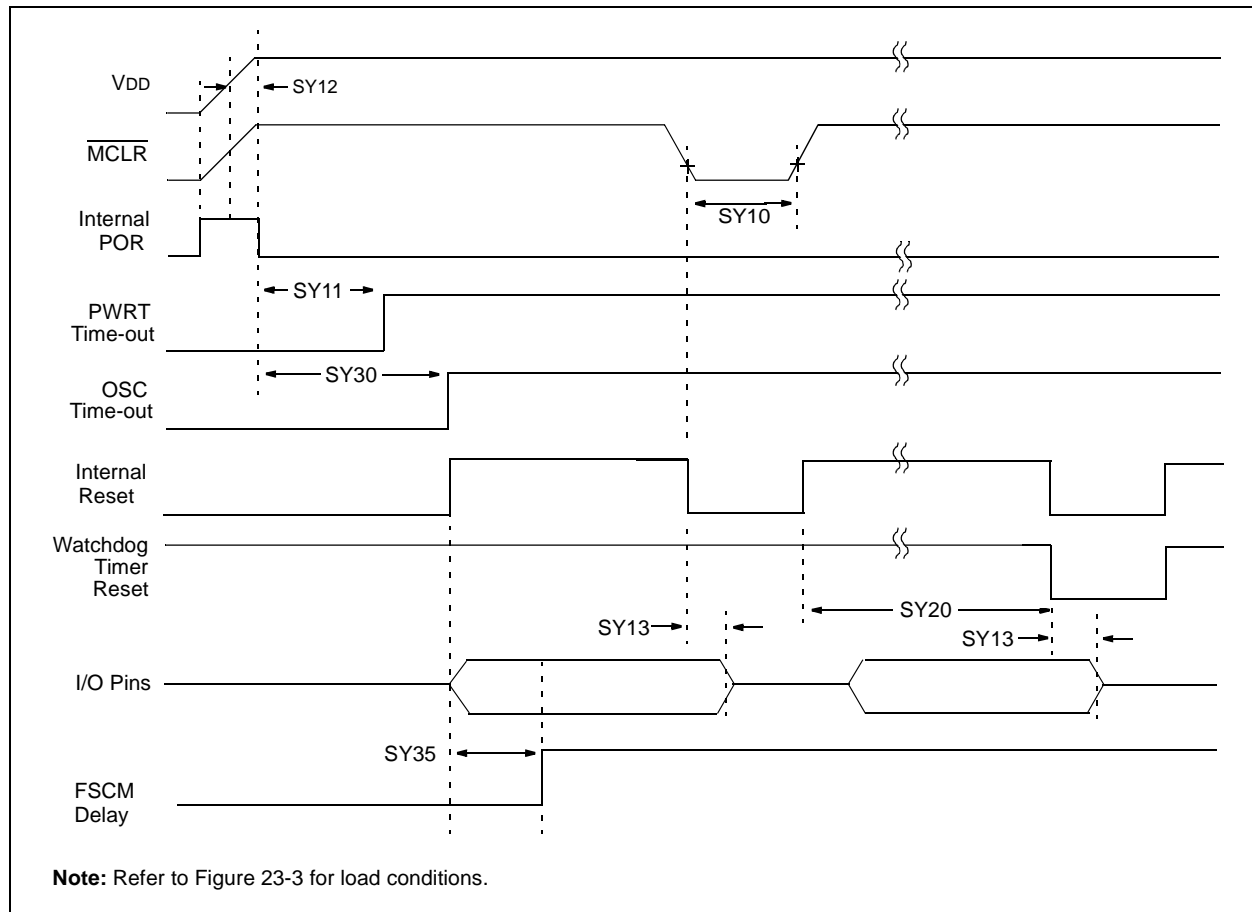 VDD
SY12
MCLR
SY10
Internal
POR
SY11
PWRT
Time-out
SY30
OSC
Time-out
Internal
Reset
Watchdog
Timer
Reset
SY20
SY13
SY13
I/O Pins
SY35
FSCM
Delay
Note: Refer to Figure 23-3 for load conditions.